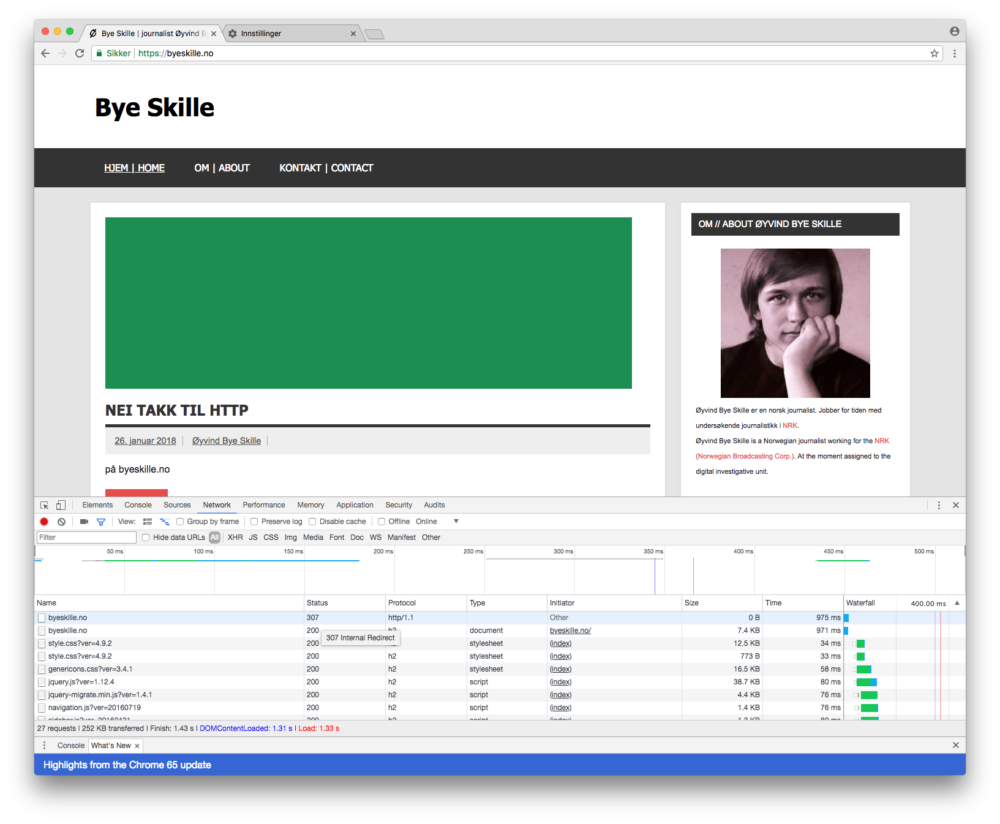 Bye Skille | journalist Øyvind B
Innstillinger
Sikker | https://byeskille.no
Bye Skille
HJEM | HOME OM | ABOUT KONTAKT | CONTACT
NEI TAKK TIL HTTP
26. januar 2018 | Øyvind Bye Skille |
på byeskille.no
OM // ABOUT ØYVIND BYE SKILLE
Øyvind Bye Skille er en norsk journalist. Jobber for tiden med
undersøkende journalistikk i NRK.
Øyvind Bye Skille is a Norwegian journalist working for the NRK
(Norwegian Broadcasting Corp.). At the moment assigned to the
digital investigative unit.
Elements Console Sources Network Performance Memory Application Security Audits
View: Group by frame Preserve log Disable cache Offline Online
Filter Hide data URLs All XHR JS CSS Img Media Font Doc WS Manifest Other
50 ms 100 ms 150 ms 200 ms 250 ms 300 ms 350 ms 400 ms 450 ms 500 ms
Name Status Protocol Type Initiator Size Time Waterfall 400.00 ms
byeskille.no 307 http/1.1 Other 0 B 975 ms
byeskille.no 200 h2 document byeskille.no/ 7.4 KB 971 ms
307 Internal Redirect
style.css?ver=4.9.2 200 h2 stylesheet (index) 12.5 KB 34 ms
style.css?ver=4.9.2 200 h2 stylesheet (index) 773 B 33 ms
genericons.css?ver=3.4.1 200 h2 stylesheet (index) 16.5 KB 58 ms
jquery.js?ver=1.12.4 200 h2 script (index) 38.7 KB 80 ms
jquery-migrate.min.js?ver=1.4.1 200 h2 script (index) 4.4 KB 76 ms
navigation.js?ver=20160719 200 h2 script (index) 1.4 KB 76 ms
27 requests | 252 KB transferred | Finish: 1.43 s | DOMContentLoaded: 1.31 s | Load: 1.33 s
Console What's New
Highlights from the Chrome 65 update